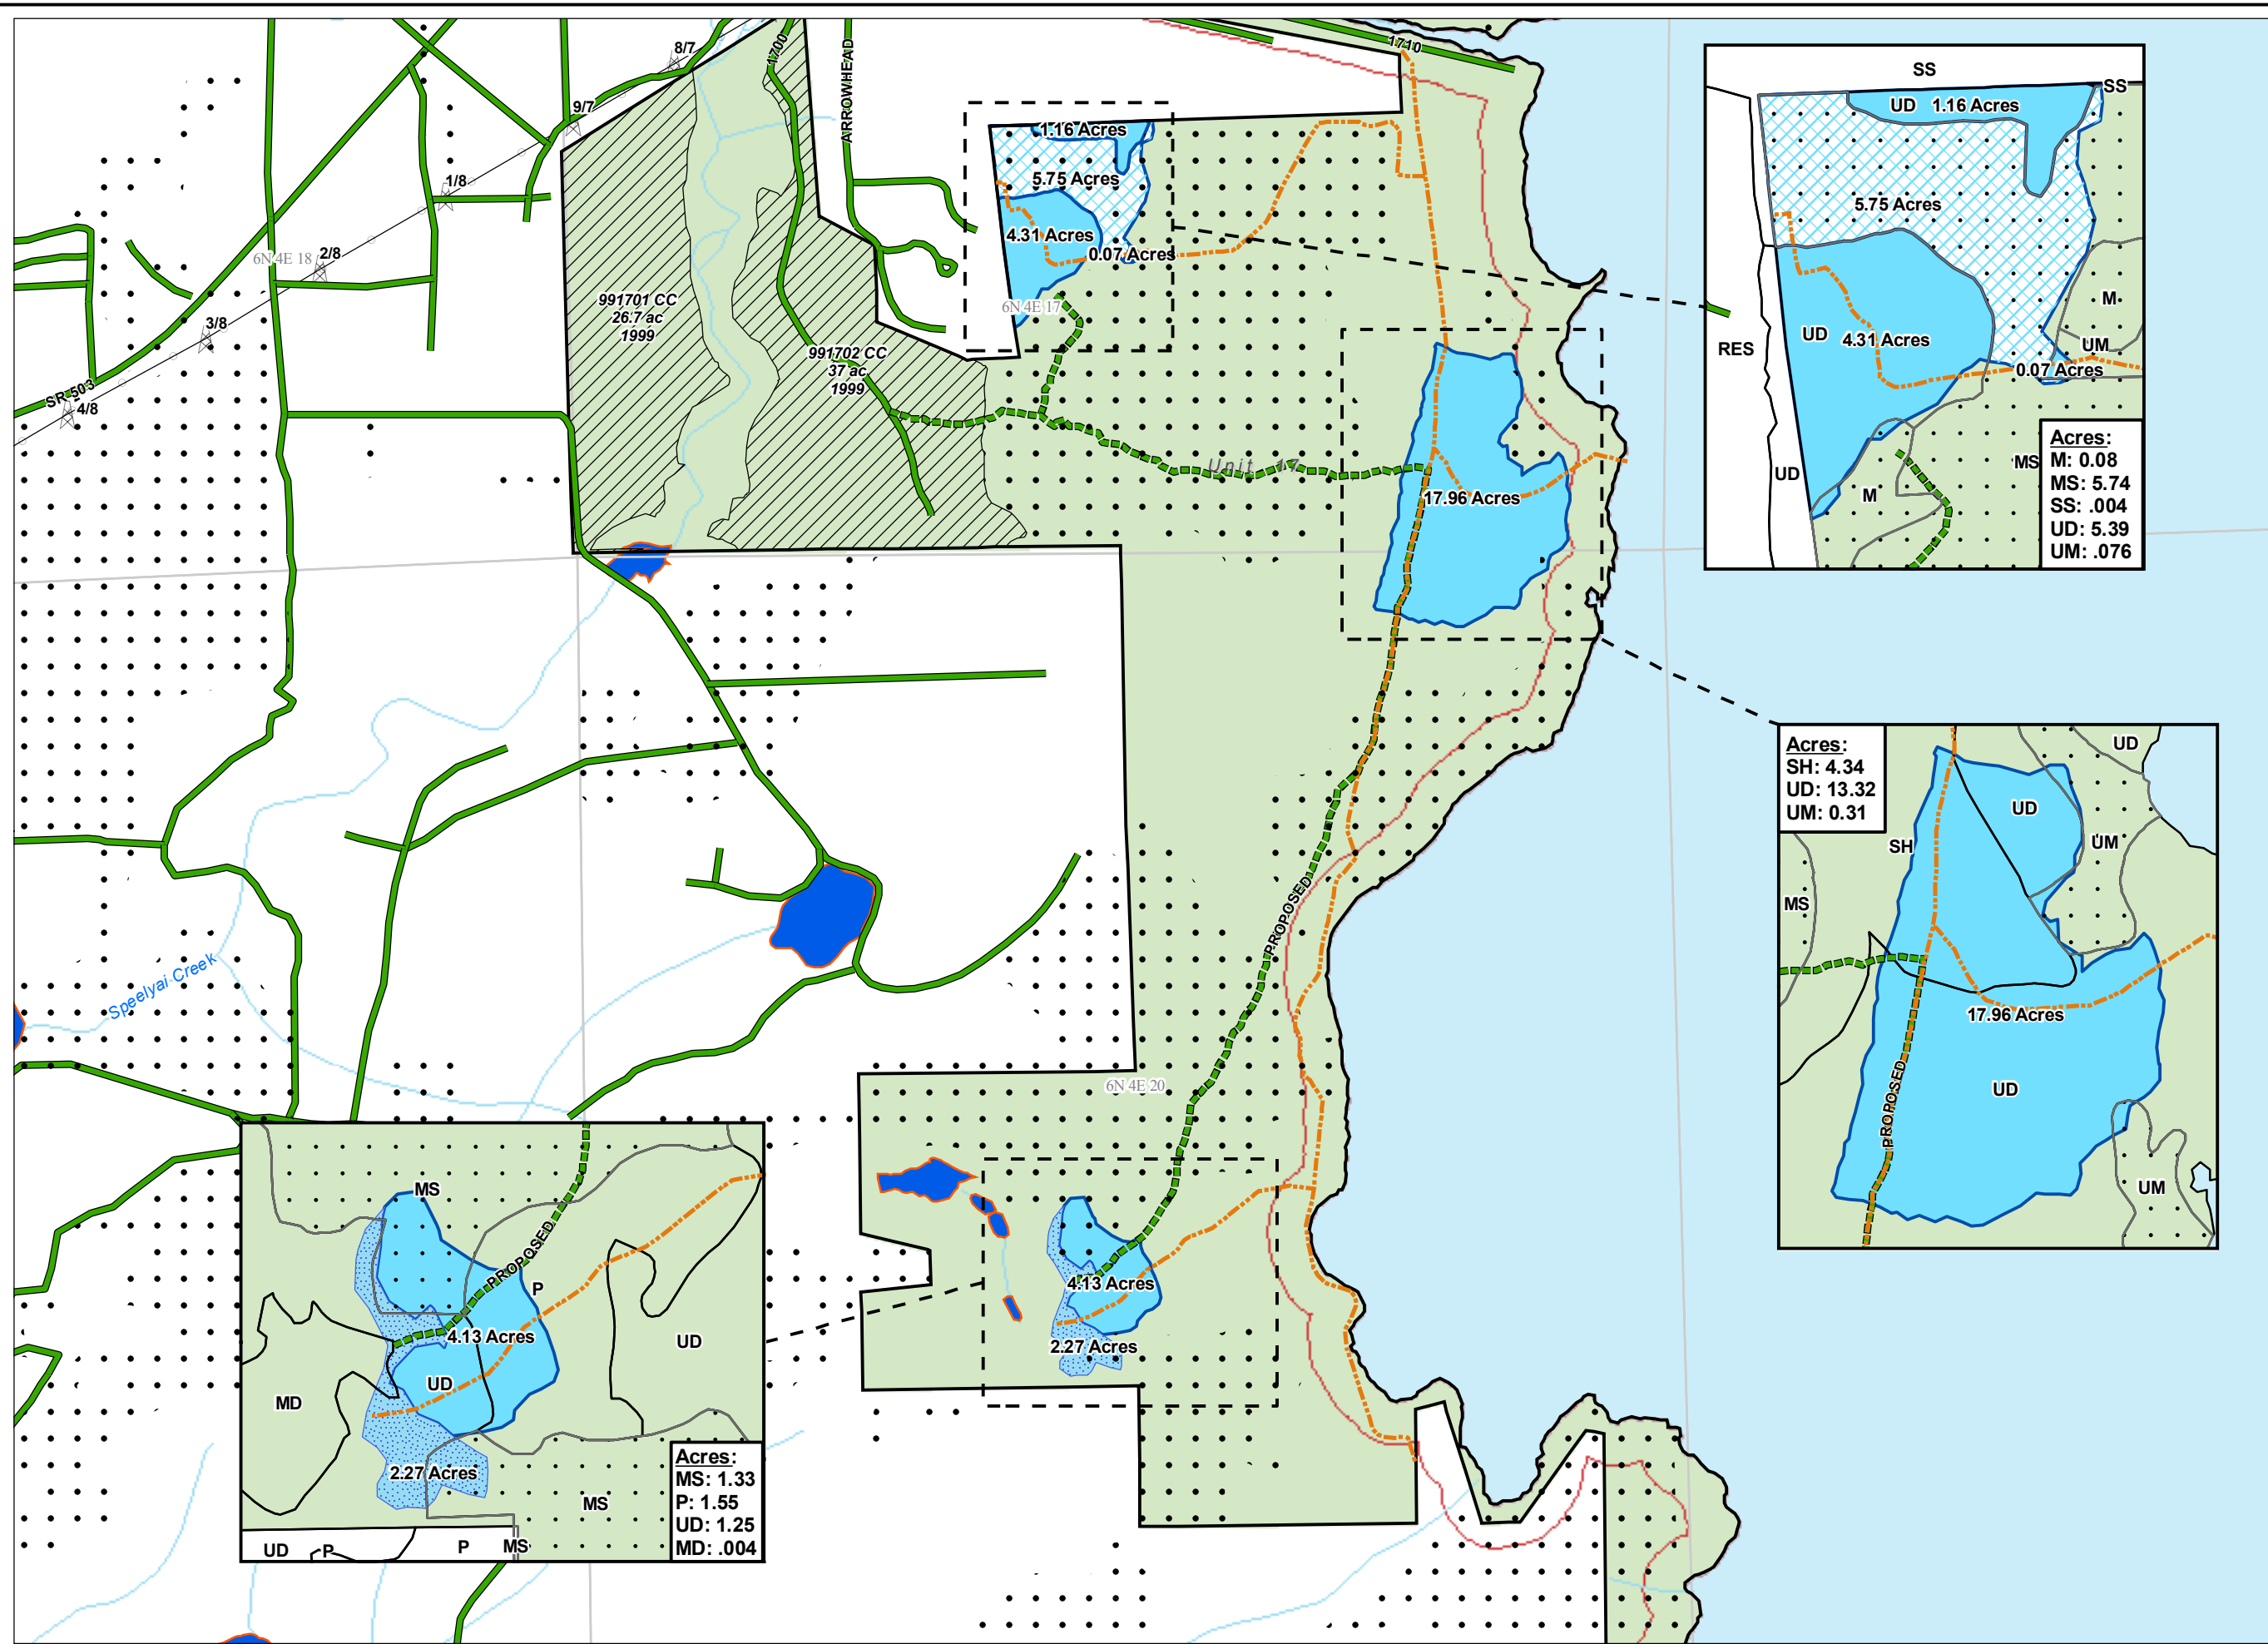 8/7
1700
ARROWHEAD
1710
9/7
1/8
6N 4E 18
2/8
3/8
SR 503
4/8
991701 CC
26.7 ac
1999
991702 CC
37 ac
1999
1.16 Acres
5.75 Acres
4.31 Acres
0.07 Acres
6N 4E 17
Unit 17
17.96 Acres
SS
SS
UD 1.16 Acres
5.75 Acres
M
UM
RES
UD 4.31 Acres
0.07 Acres
UD
M
MS
Acres:
M: 0.08
MS: 5.74
SS: .004
UD: 5.39
UM: .076
Acres:
SH: 4.34
UD: 13.32
UM: 0.31
UD
UD
SH
UM
MS
17.96 Acres
PROPOSED
UD
UM
PROPOSED
Speelyai Creek
6N 4E 20
4.13 Acres
2.27 Acres
MS
PROPOSED
P
4.13 Acres
UD
UD
MD
2.27 Acres
MS
UD
P
P
MS
Acres:
MS: 1.33
P: 1.55
UD: 1.25
MD: .004